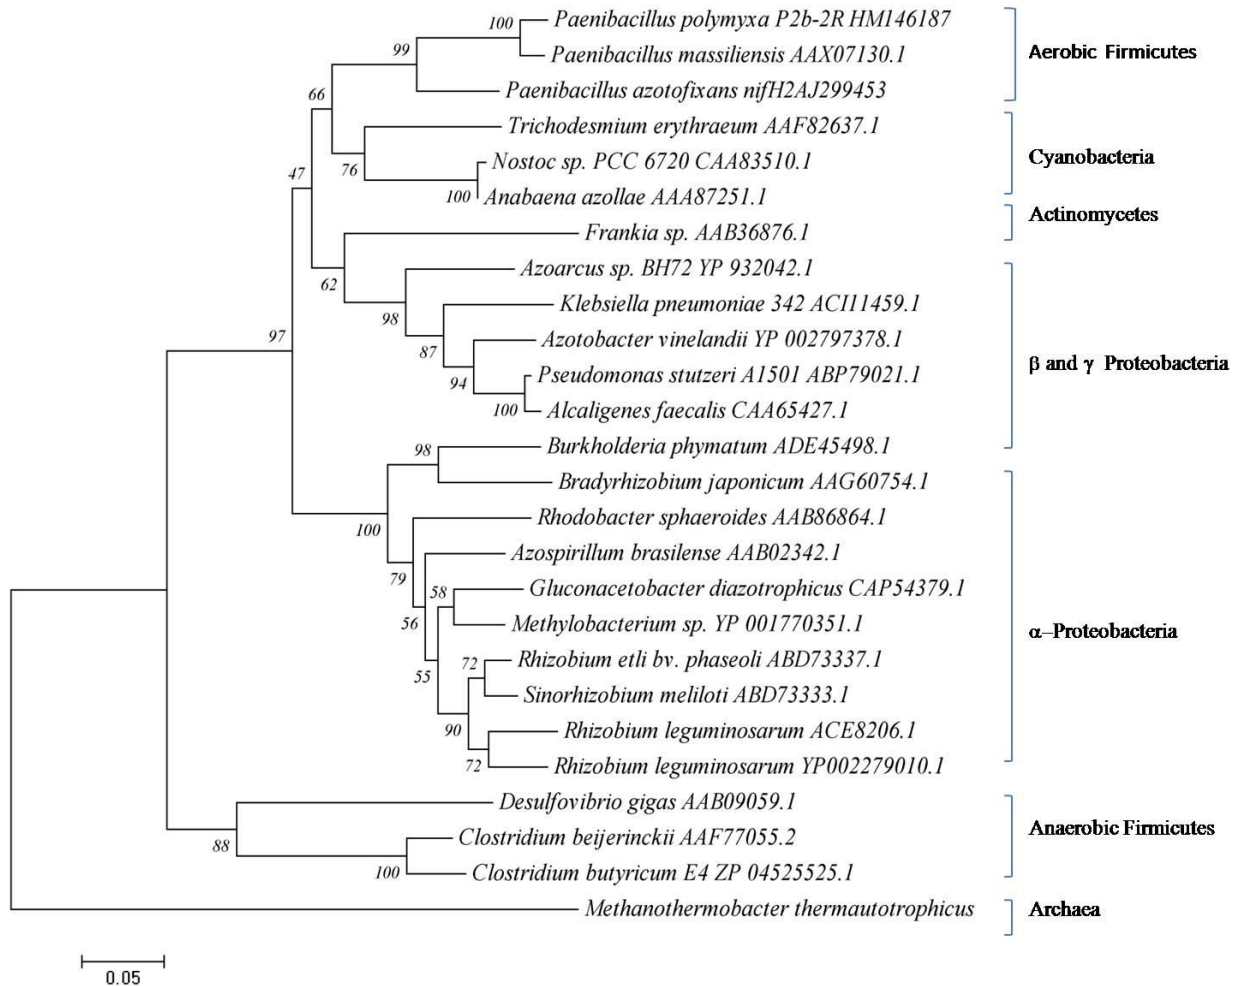 100
Paenibacillus polymyxa P2b-2R HM146187
99
Paenibacillus massiliensis AAX07130.1
Aerobic Firmicutes
66
Paenibacillus azotofixans nifH2AJ299453
Trichodesmium erythraeum AAF82637.1
47
76
Nostoc sp. PCC 6720 CAA83510.1
Cyanobacteria
100
Anabaena azollae AAA87251.1
Actinomycetes
Frankia sp. AAB36876.1
62
Azoarcus sp. BH72 YP 932042.1
98
Klebsiella pneumoniae 342 ACI11459.1
97
87
Azotobacter vinelandii YP 002797378.1
β and γ Proteobacteria
94
Pseudomonas stutzeri A1501 ABP79021.1
100
Alcaligenes faecalis CAA65427.1
98
Burkholderia phymatum ADE45498.1
Bradyrhizobium japonicum AAG60754.1
100
Rhodobacter sphaeroides AAB86864.1
79
Azospirillum brasilense AAB02342.1
58
Gluconacetobacter diazotrophicus CAP54379.1
56
Methylobacterium sp. YP 001770351.1
α–Proteobacteria
55
72
Rhizobium etli bv. phaseoli ABD73337.1
Sinorhizobium meliloti ABD73333.1
90
Rhizobium leguminosarum ACE8206.1
72
Rhizobium leguminosarum YP002279010.1
Desulfovibrio gigas AAB09059.1
88
Clostridium beijerinckii AAF77055.2
Anaerobic Firmicutes
100
Clostridium butyricum E4 ZP 04525525.1
Methanothermobacter thermautotrophicus
Archaea
0.05